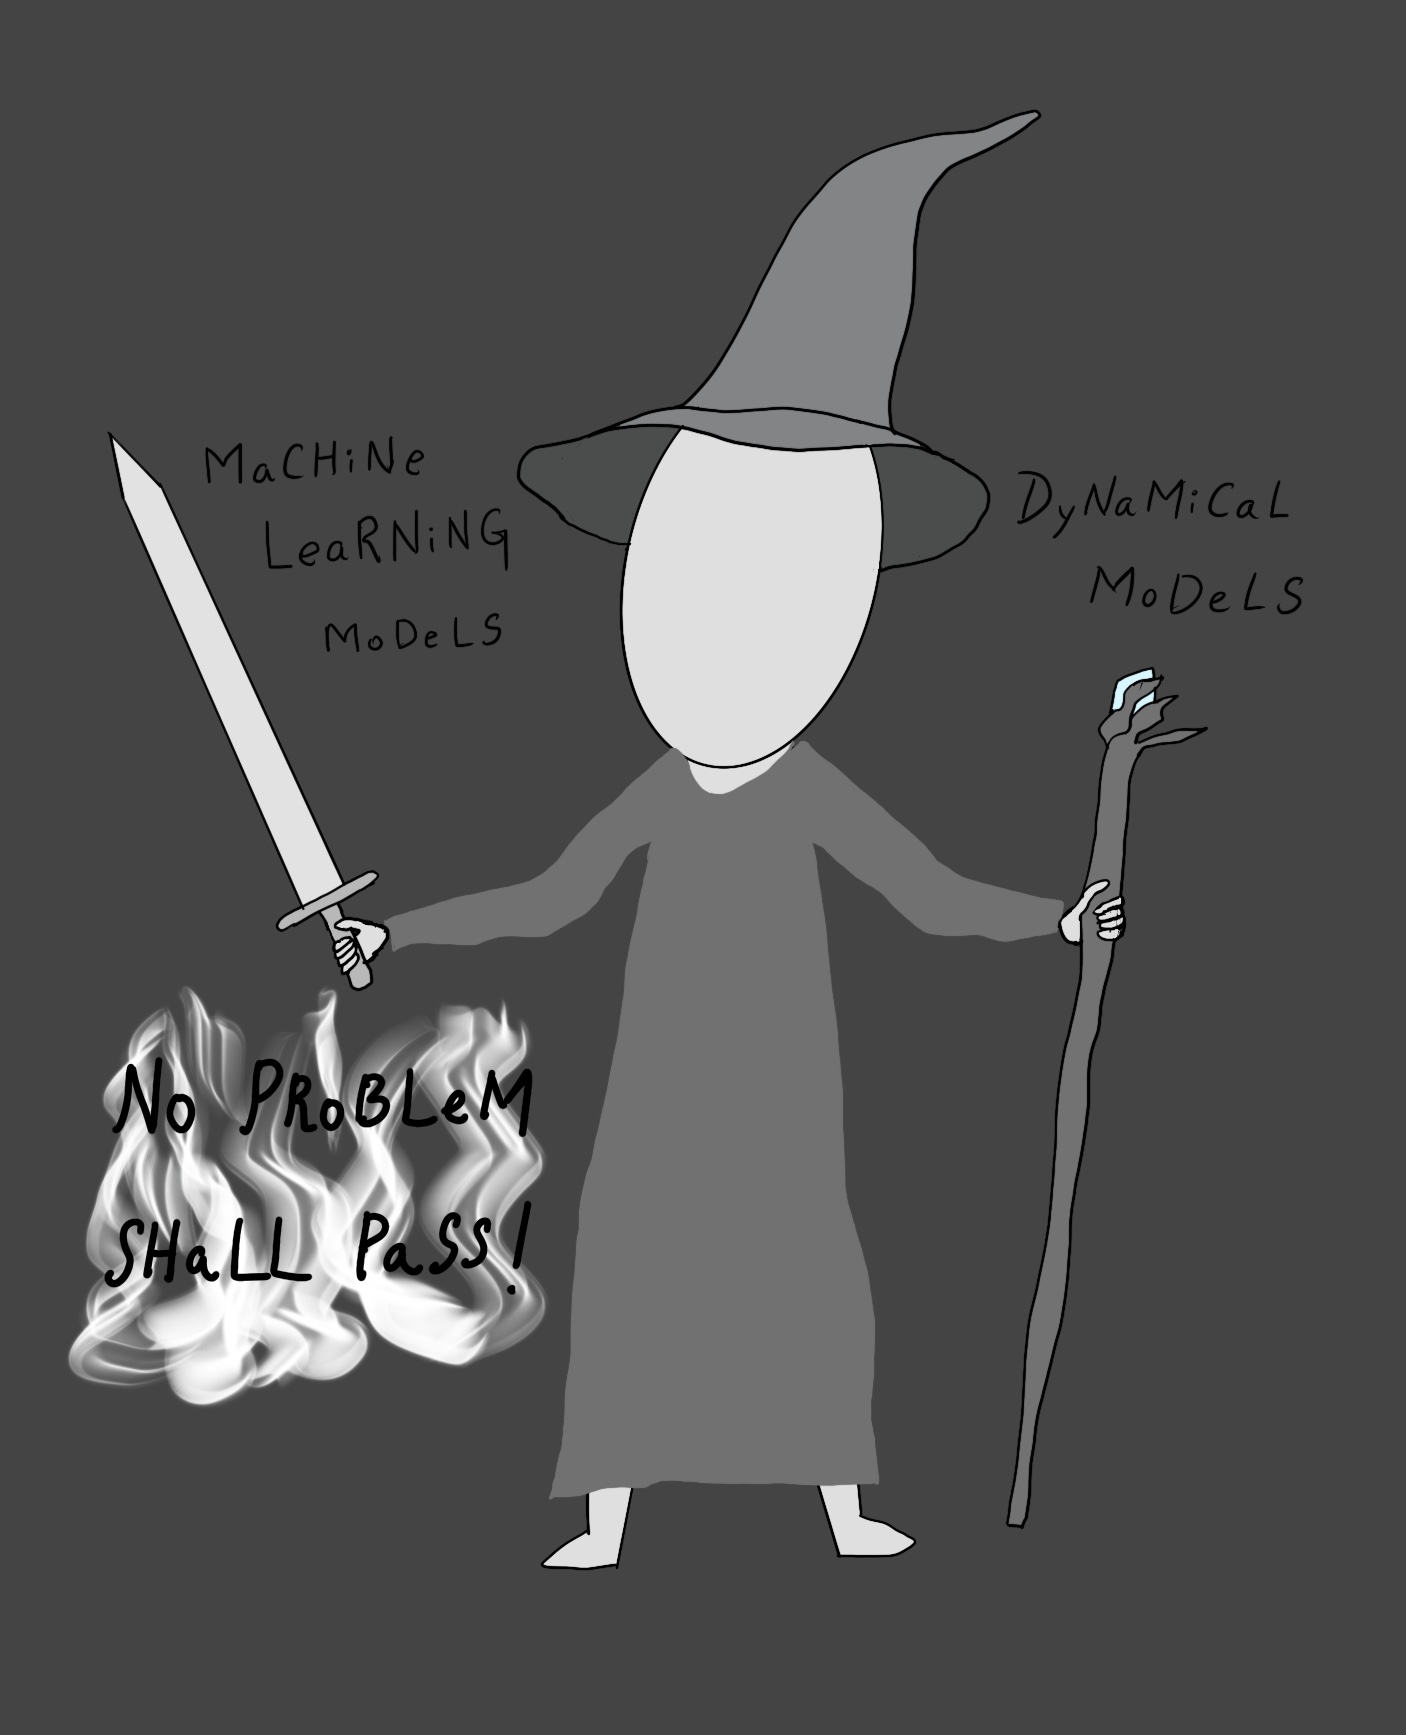 MaCHiNe
LeaRNiNG
MoDeLS
DyNaMiCaL
MoDeLS
No PRoBLeM
SHaLL PaSS!